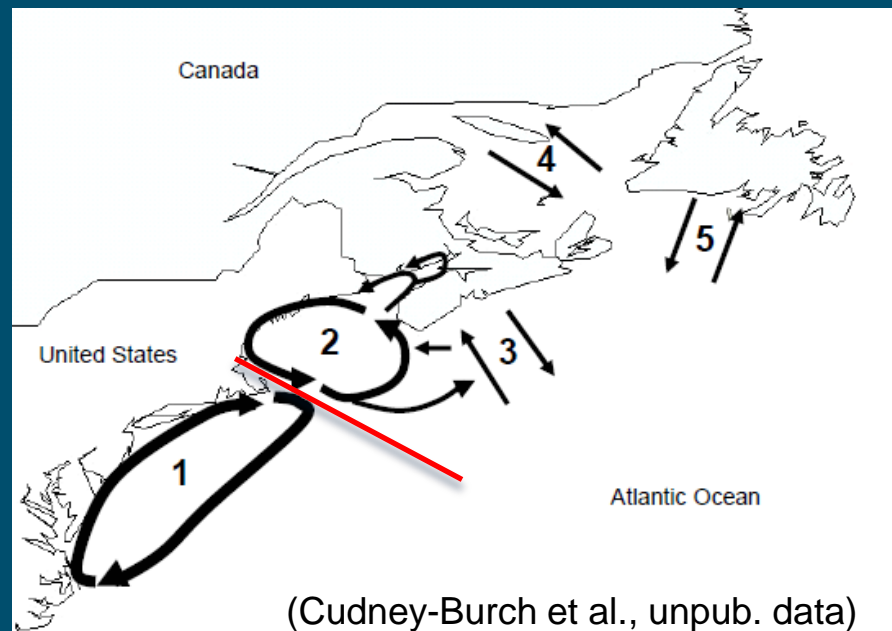 Canada
4
5
United States
2
3
1
Atlantic Ocean
(Cudney-Burch et al., unpub. data)